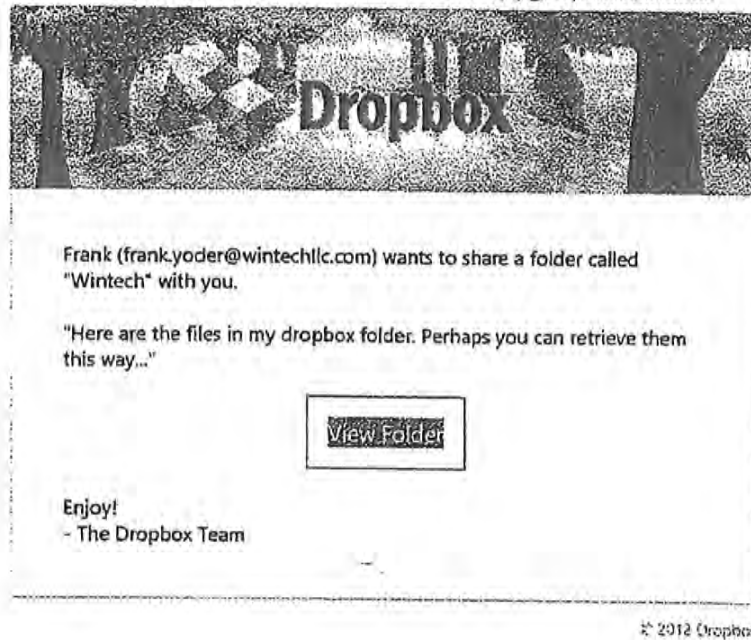 Dropbox
Frank (frank.yoder@wintechllc.com) wants to share a folder called
"Wintech" with you.
"Here are the files in my dropbox folder. Perhaps you can retrieve them
this way..."
View Folder
Enjoy!
- The Dropbox Team
© 2012 Dropbo